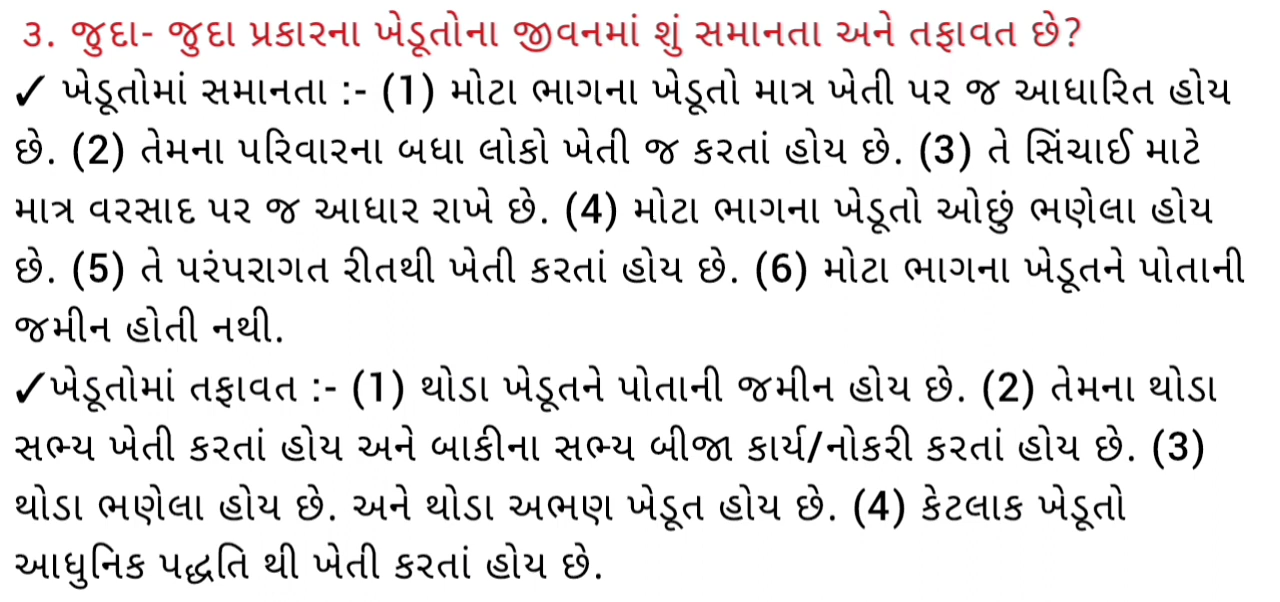 3. જુદા- જુદા પ્રકારના ખેડૂતોના જીવનમાં શું સમાનતા અને તફાવત છે?
✓ ખેડૂતોમાં સમાનતા :- (1) મોટા ભાગના ખેડૂતો માત્ર ખેતી પર જ આધારિત હોય
છે. (2) તેમના પરિવારના બધા લોકો ખેતી જ કરતાં હોય છે. (3) તે સિંચાઈ માટે
માત્ર વરસાદ પર જ આધાર રાખે છે. (4) મોટા ભાગના ખેડૂતો ઓછું ભણેલા હોય
છે. (5) તે પરંપરાગત રીતથી ખેતી કરતાં હોય છે. (6) મોટા ભાગના ખેડૂતને પોતાની
જમીન હોતી નથી.
✓ખેડૂતોમાં તફાવત :- (1) થોડા ખેડૂતને પોતાની જમીન હોય છે. (2) તેમના થોડા
સભ્ય ખેતી કરતાં હોય અને બાકીના સભ્ય બીજા કાર્ય/નોકરી કરતાં હોય છે. (3)
થોડા ભણેલા હોય છે. અને થોડા અભણ ખેડૂત હોય છે. (4) કેટલાક ખેડૂતો
આધુનિક પદ્ધતિ થી ખેતી કરતાં હોય છે.